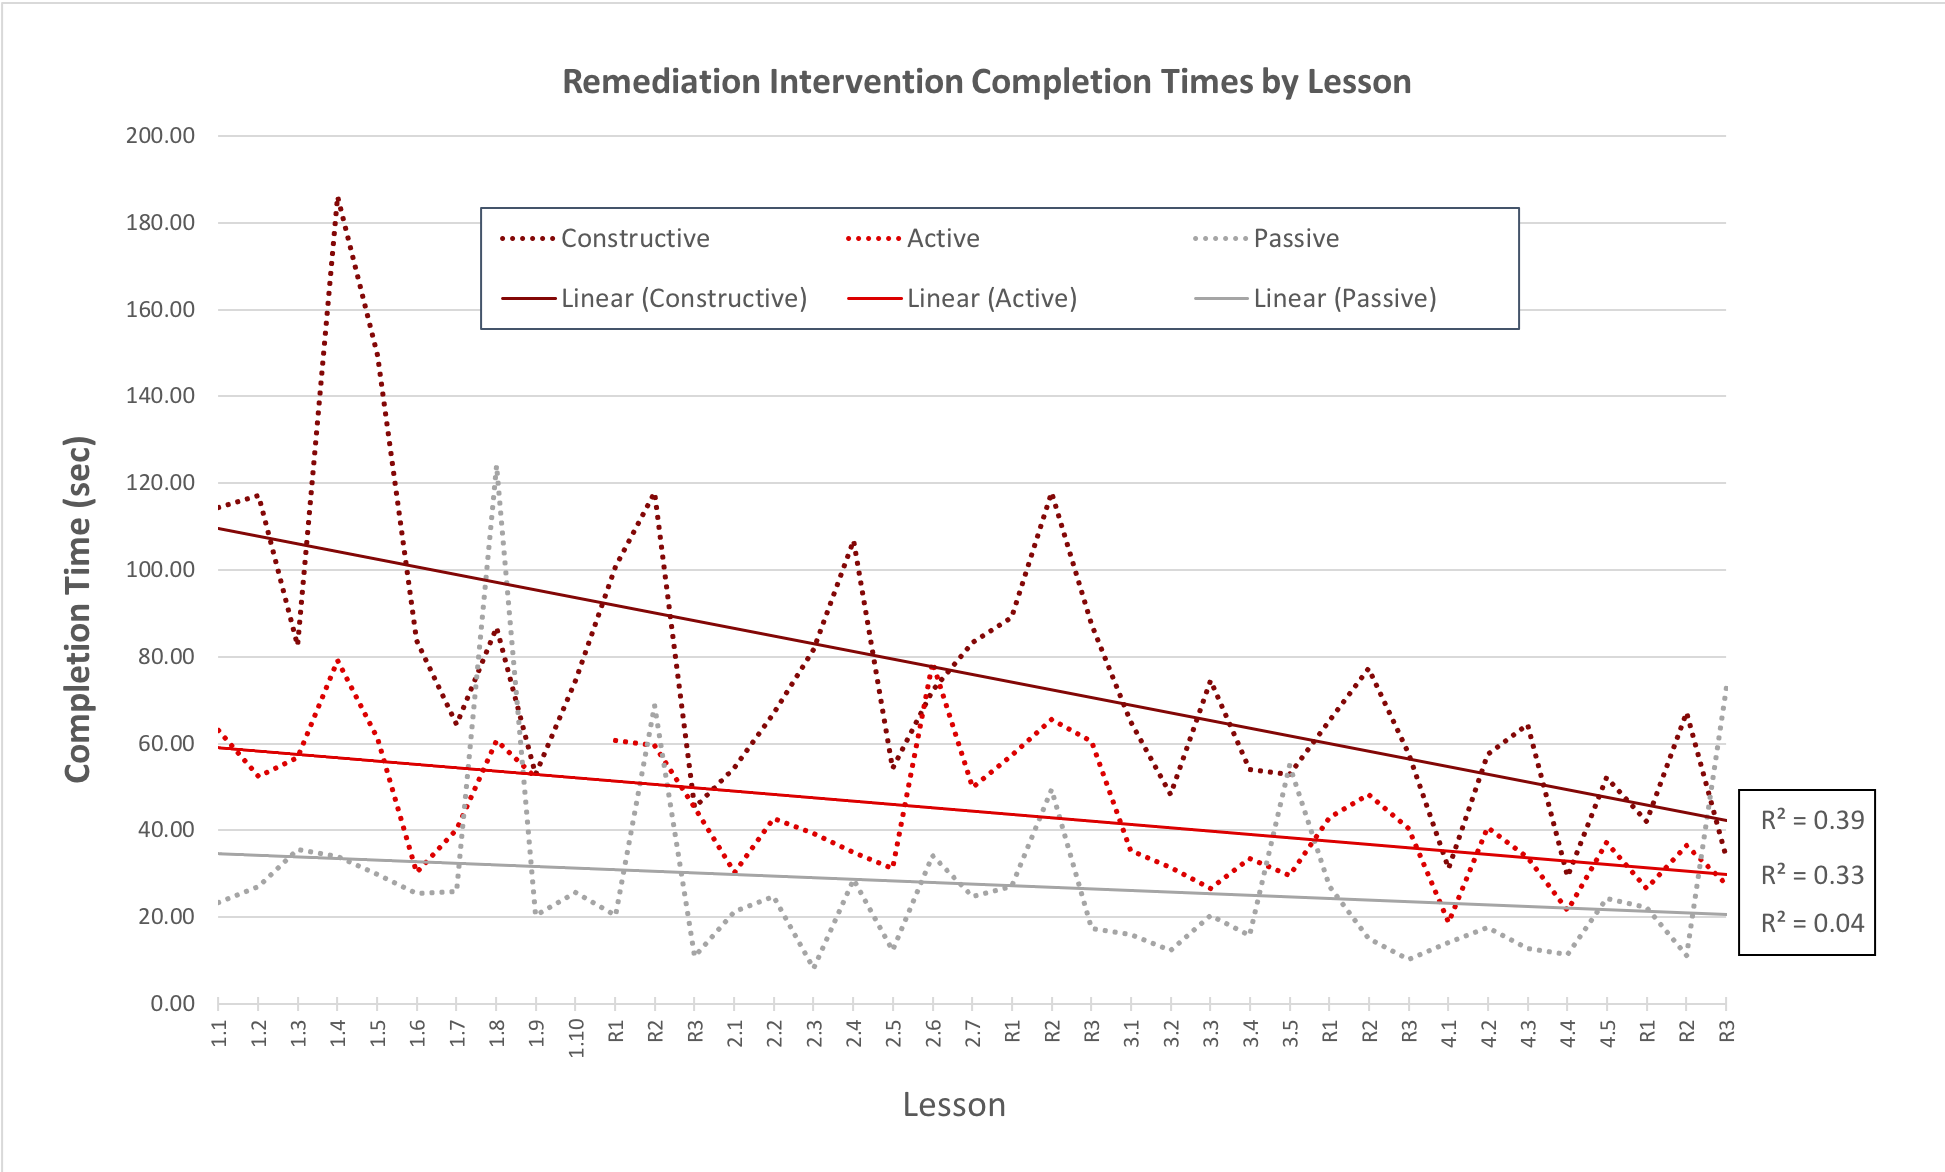 Remediation Intervention Completion Times by Lesson
200.00
180.00
160.00
140.00
120.00
100.00
80.00
60.00
40.00
20.00
0.00
Completion Time (sec)
Constructive Active Passive
Linear (Constructive) Linear (Active) Linear (Passive)
R² = 0.39
R² = 0.33
R² = 0.04
1.1 1.2 1.3 1.4 1.5 1.6 1.7 1.8 1.9 1.10 R1 R2 R3 2.1 2.2 2.3 2.4 2.5 2.6 2.7 R1 R2 R3 3.1 3.2 3.3 3.4 3.5 R1 R2 R3 4.1 4.2 4.3 4.4 4.5 R1 R2 R3
Lesson